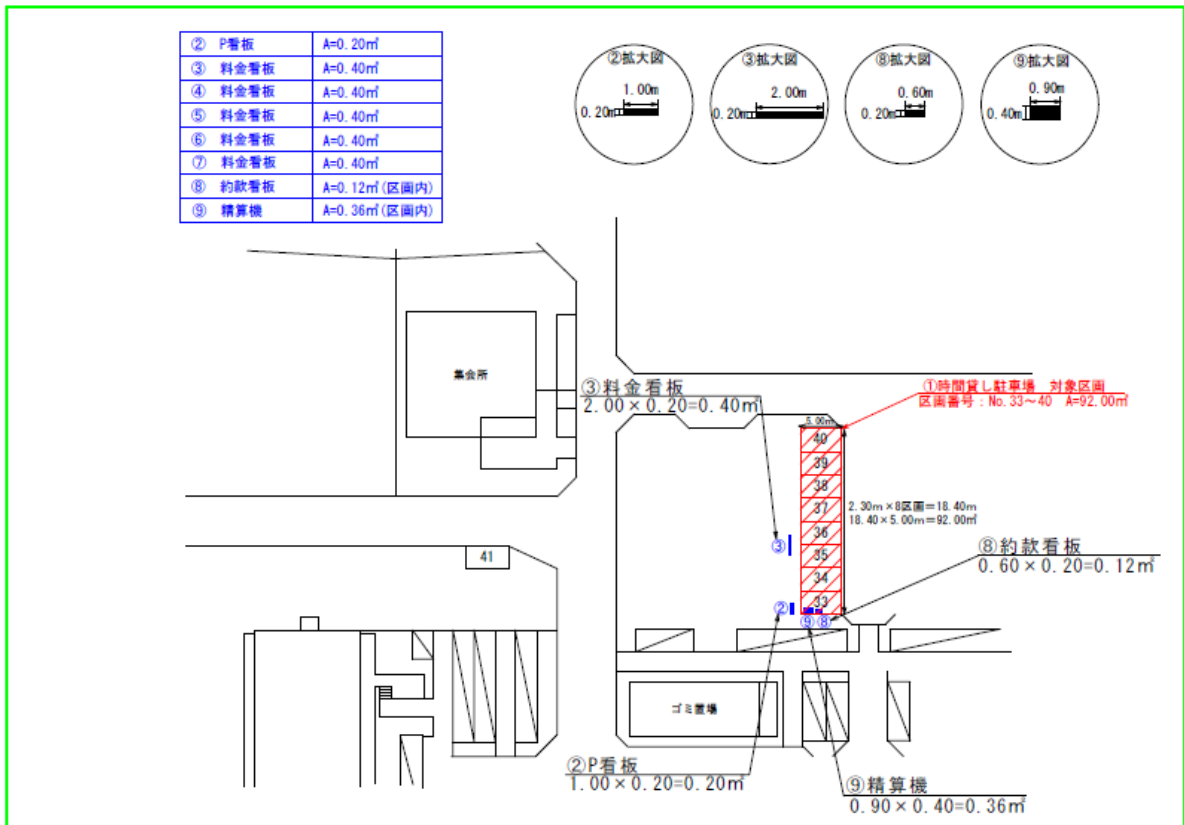 ② P看板 A=0.20㎡
③ 料金看板 A=0.40㎡
④ 料金看板 A=0.40㎡
⑤ 料金看板 A=0.40㎡
⑥ 料金看板 A=0.40㎡
⑦ 料金看板 A=0.40㎡
⑧ 約款看板 A=0.12㎡(区画内)
⑨ 精算機 A=0.36㎡(区画内)
②拡大図
1.00m
0.20m
③拡大図
2.00m
0.20m
⑧拡大図
0.60m
0.20m
⑨拡大図
0.90m
0.40m
集会所
③料金看板
2.00×0.20=0.40㎡
①時間貸し駐車場 対象区画
区画番号：No.33～40 A=92.00㎡
5.00m
40
39
38
37
36
35
34
33
2.30m×8区画＝18.40m
18.40×5.00m＝92.00㎡
③
②
⑨⑧
⑧約款看板
0.60×0.20=0.12㎡
41
ゴミ置場
②P看板
1.00×0.20=0.20㎡
⑨精算機
0.90×0.40=0.36㎡